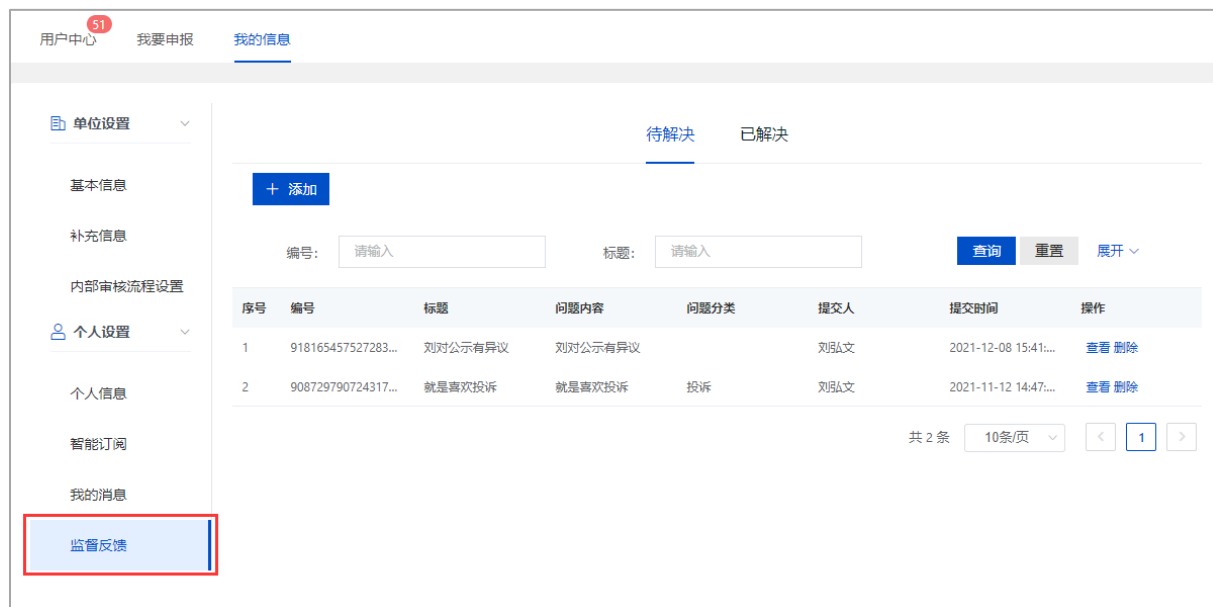 用户中心 51 我要申报 我的信息
单位设置
基本信息
补充信息
内部审核流程设置
个人设置
个人信息
智能订阅
我的消息
监督反馈
待解决 已解决
+ 添加
编号: 请输入 标题: 请输入 查询 重置 展开
序号 编号 标题 问题内容 问题分类 提交人 提交时间 操作
1 918165457527283... 刘对公示有异议 刘对公示有异议 刘弘文 2021-12-08 15:41:... 查看 删除
2 908729790724317... 就是喜欢投诉 就是喜欢投诉 投诉 刘弘文 2021-11-12 14:47:... 查看 删除
共 2 条 10条/页 < 1 >